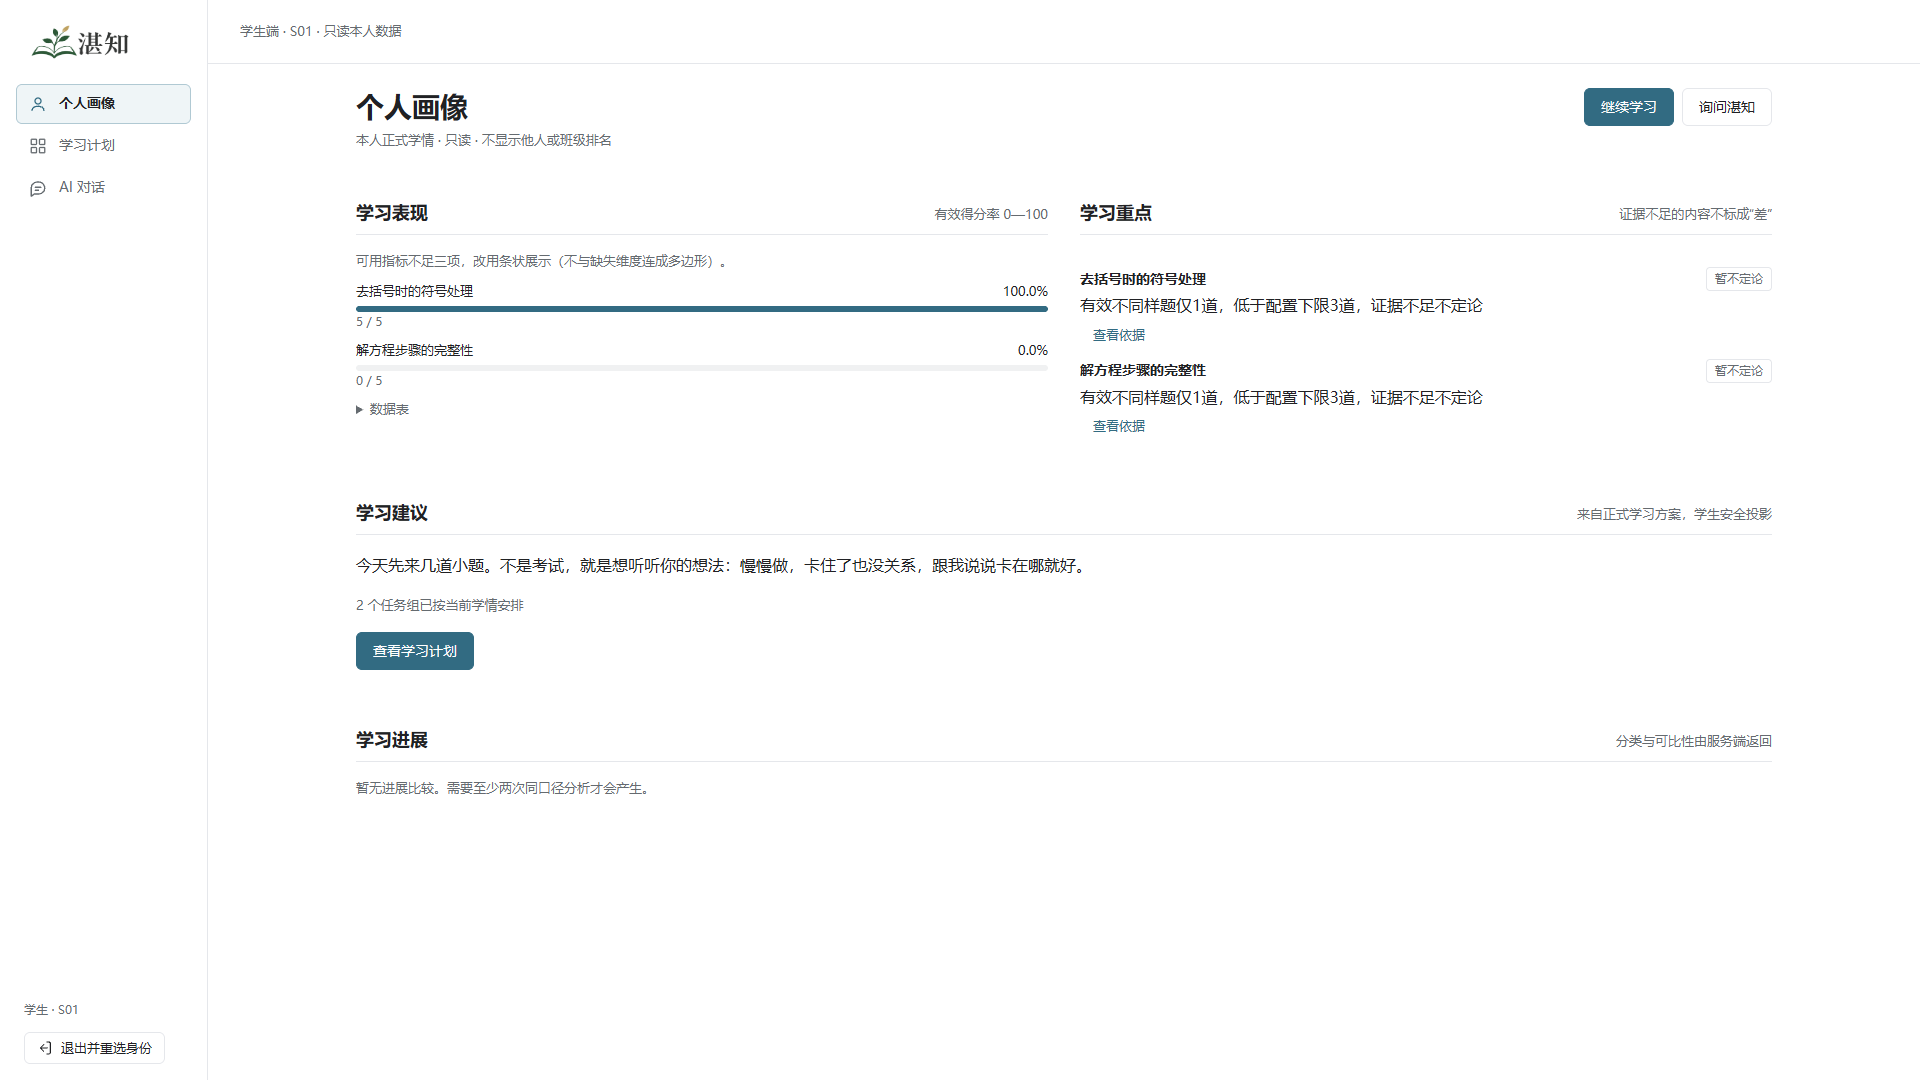 湛知
个人画像
学习计划
AI 对话
学生 · S01
退出并重选身份
学生端 · S01 · 只读本人数据
个人画像
本人正式学情 · 只读 · 不显示他人或班级排名
继续学习
询问湛知
学习表现
有效得分率 0—100
可用指标不足三项，改用条状展示（不与缺失维度连成多边形）。
去括号时的符号处理
100.0%
5 / 5
解方程步骤的完整性
0.0%
0 / 5
数据表
学习重点
证据不足的内容不标成“差”
去括号时的符号处理
暂不定论
有效不同样题仅1道，低于配置下限3道，证据不足不定论
查看依据
解方程步骤的完整性
暂不定论
有效不同样题仅1道，低于配置下限3道，证据不足不定论
查看依据
学习建议
来自正式学习方案，学生安全投影
今天先来几道小题。不是考试，就是想听听你的想法：慢慢做，卡住了也没关系，跟我说说卡在哪就好。
2 个任务组已按当前学情安排
查看学习计划
学习进展
分类与可比性由服务端返回
暂无进展比较。需要至少两次同口径分析才会产生。